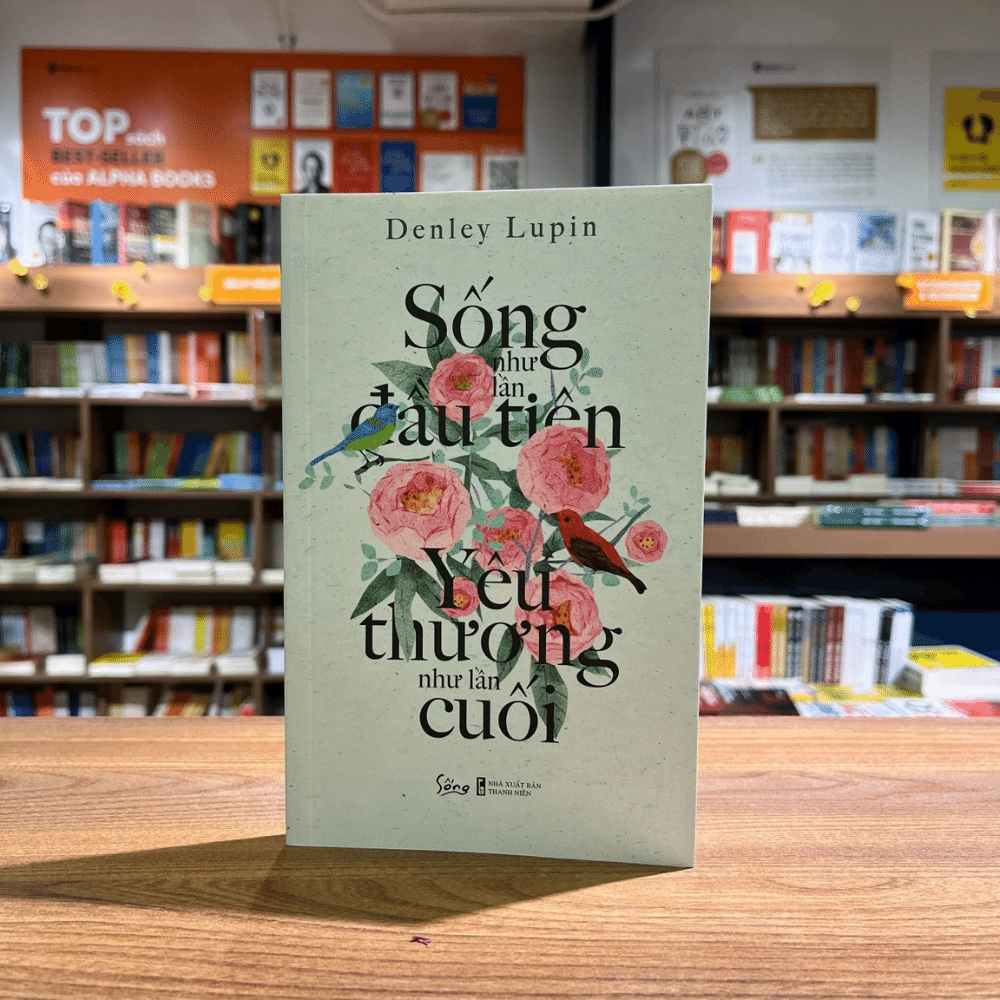 TOP sách
BEST-SELLER
của ALPHA BOOKS
Denley Lupin
Sống
như
lần
đầu tiên
Yêu
thương
như lần
cuối
Sống
NHÀ XUẤT BẢN
THANH NIÊN